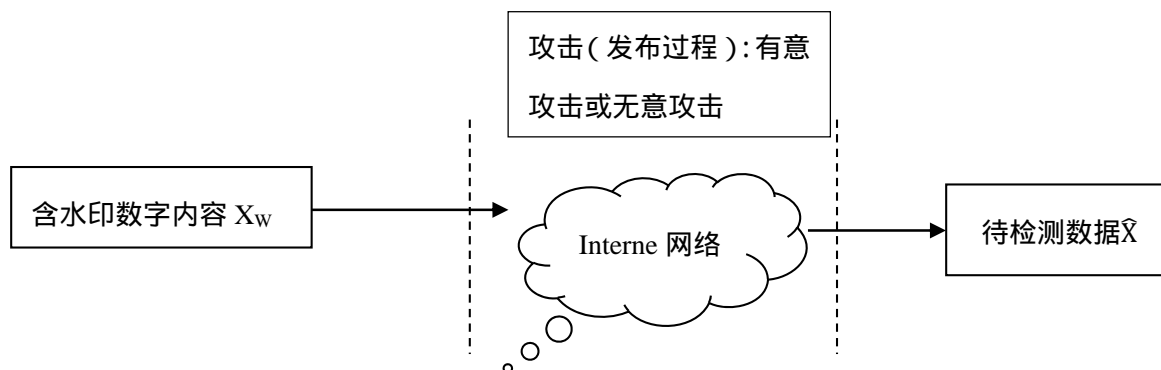 攻击(发布过程):有意
攻击或无意攻击
含水印数字内容 X_W
Interne 网络
待检测数据X̂